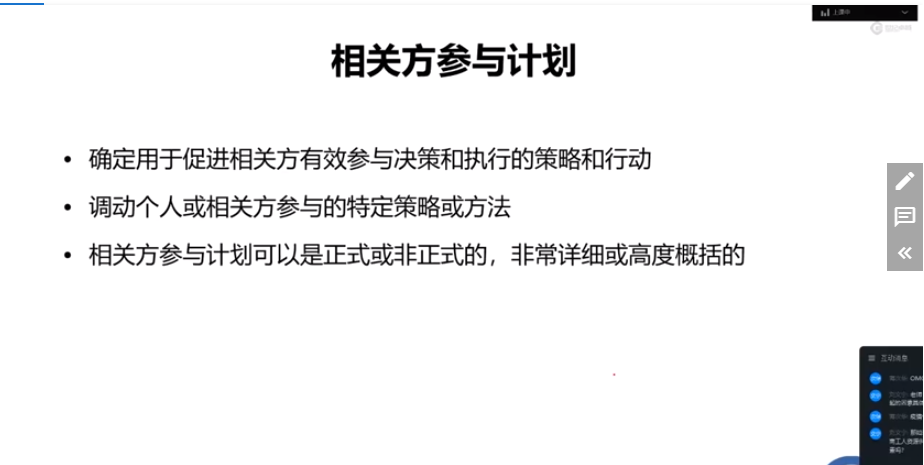 上课中
相关方参与计划
• 确定用于促进相关方有效参与决策和执行的策略和行动
• 调动个人或相关方参与的特定策略或方法
• 相关方参与计划可以是正式或非正式的，非常详细或高度概括的
互动消息